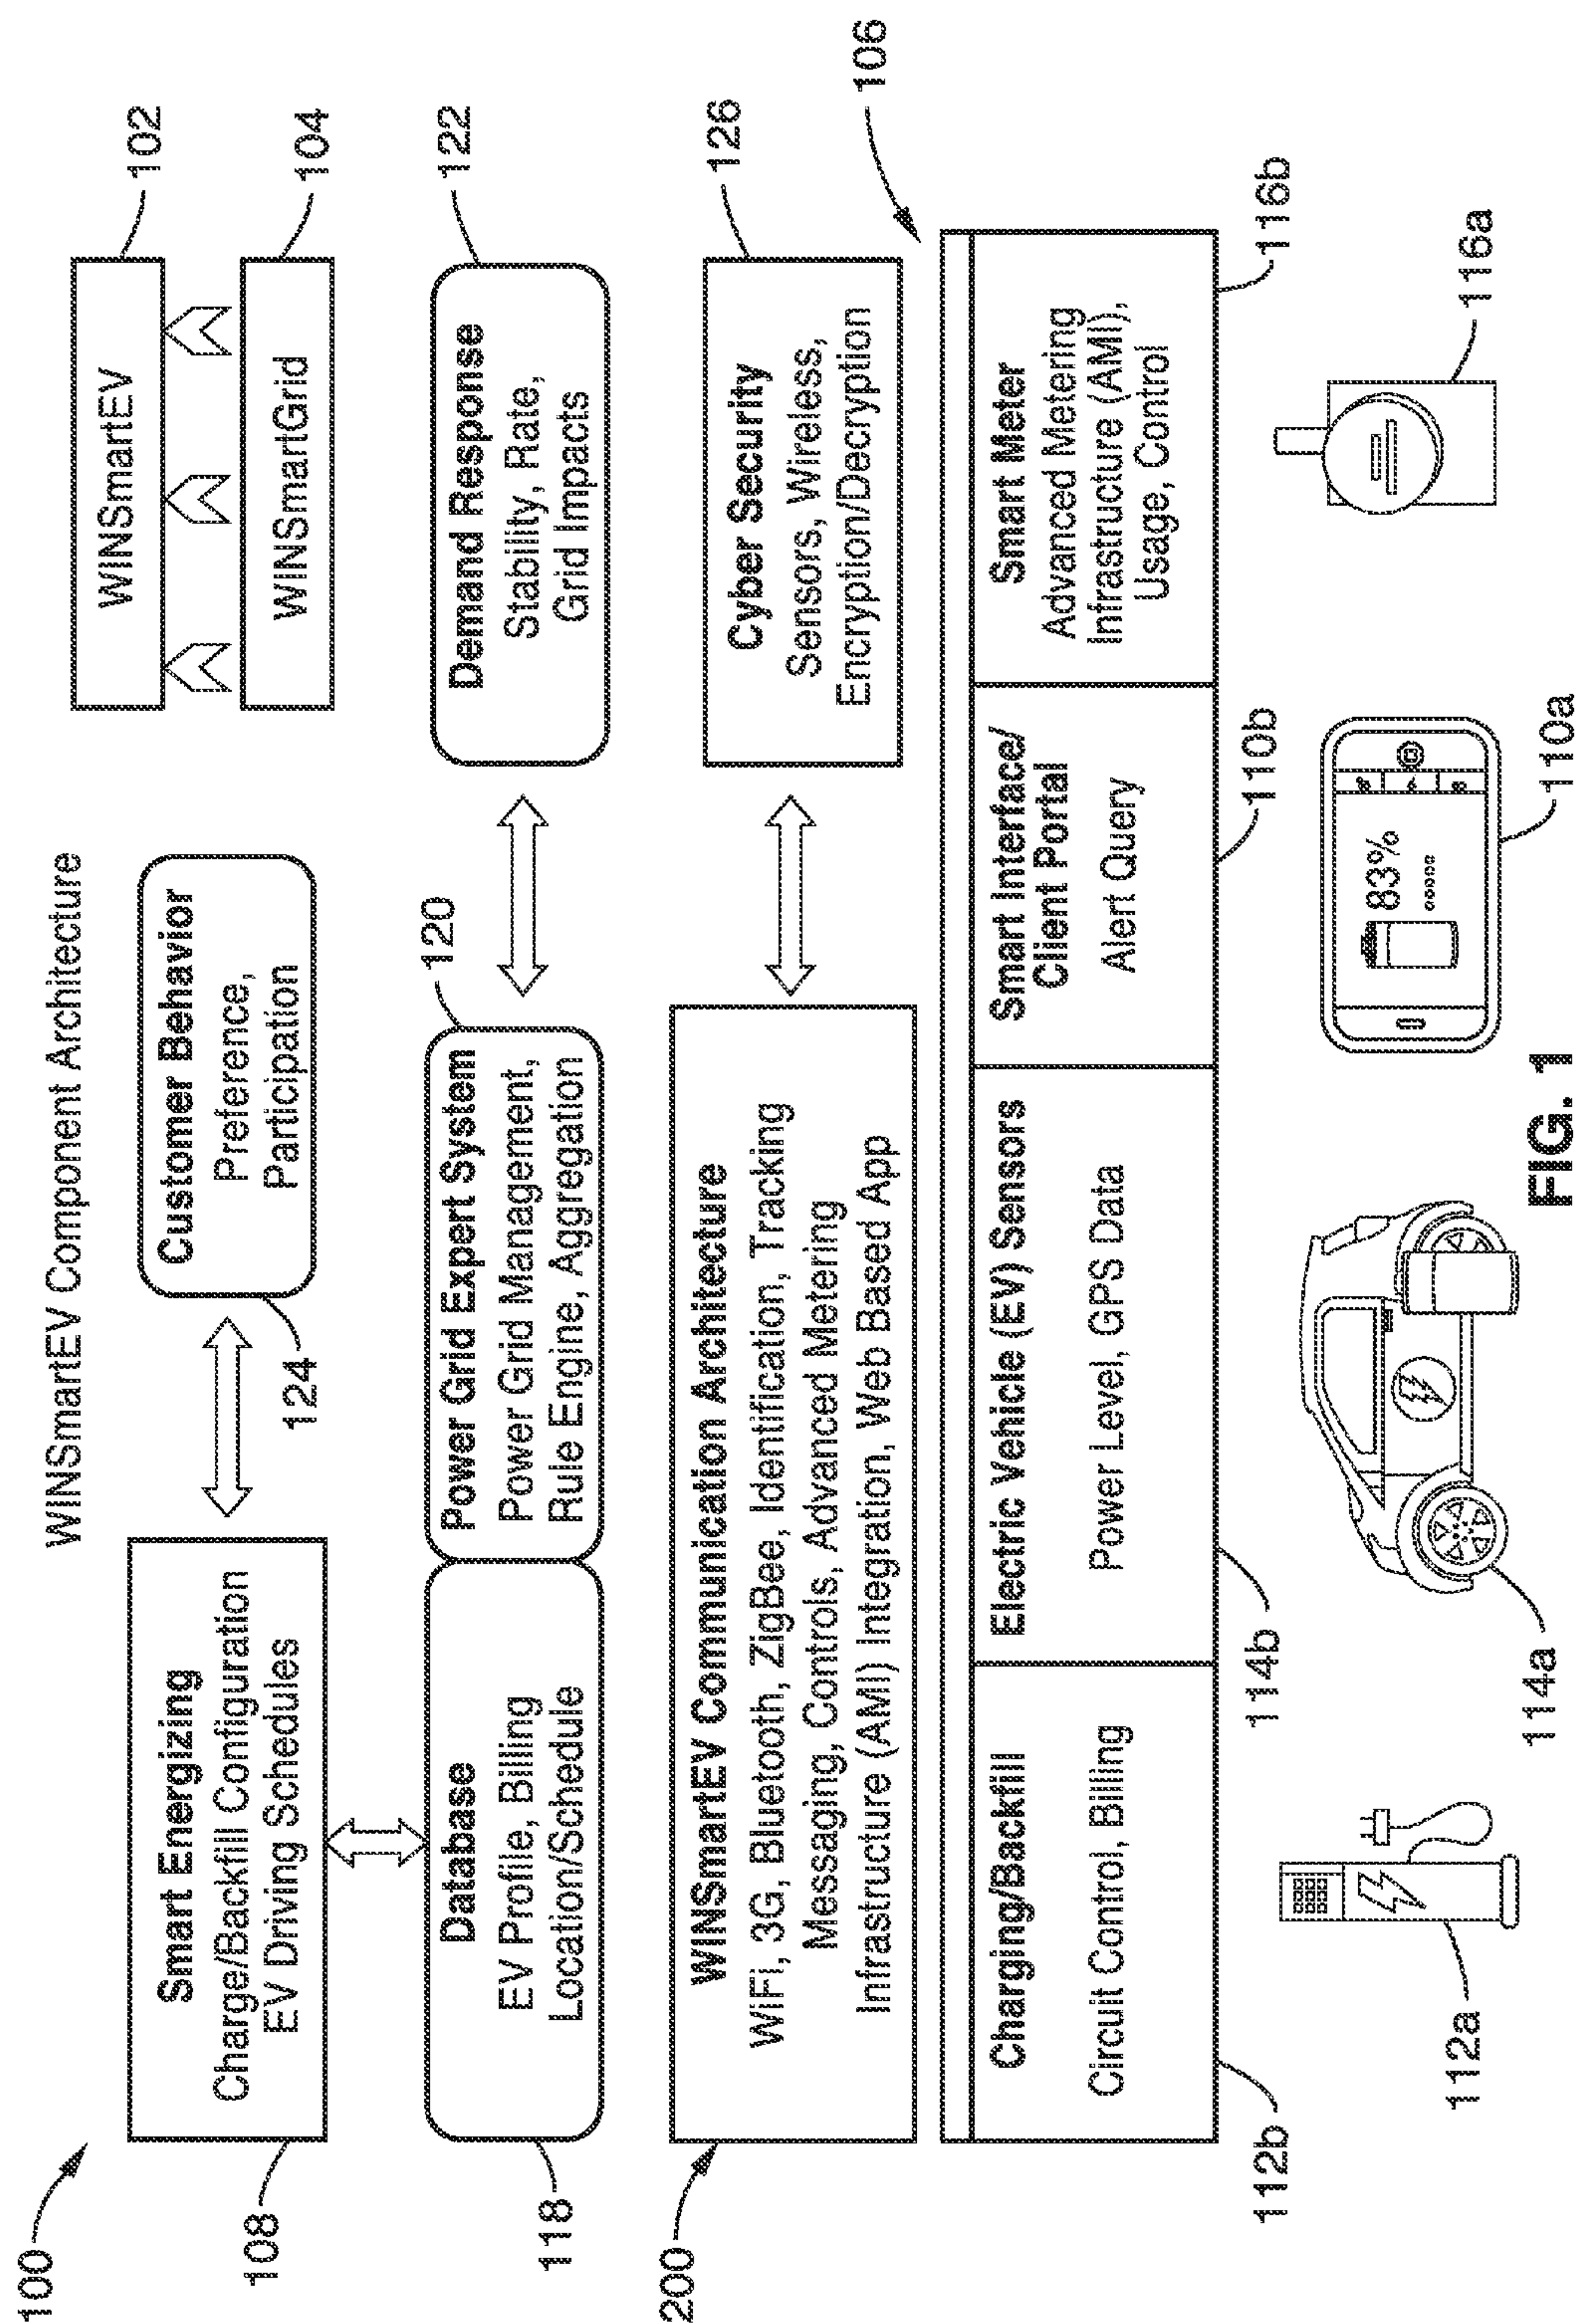 100
WINSmartEV Component Architecture
Smart Energizing
Charge/Backfill Configuration
EV Driving Schedules
108
Customer Behavior
Preference,
Participation
124
WINSmartEV
102
WINSmartGrid
104
Database
EV Profile, Billing
Location/Schedule
118
Power Grid Expert System
Power Grid Management,
Rule Engine, Aggregation
120
Demand Response
Stability, Rate,
Grid Impacts
122
200
WINSmartEV Communication Architecture
WiFi, 3G, Bluetooth, ZigBee, Identification, Tracking
Messaging, Controls, Advanced Metering
Infrastructure (AMI) Integration, Web Based App
Cyber Security
Sensors, Wireless,
Encryption/Decryption
126
106
Charging/Backfill
Circuit Control, Billing
112b
Electric Vehicle (EV) Sensors
Power Level, GPS Data
114b
Smart Interface/
Client Portal
Alert Query
110b
Smart Meter
Advanced Metering
Infrastructure (AMI),
Usage, Control
116b
112a
114a
83%
110a
116a
FIG. 1